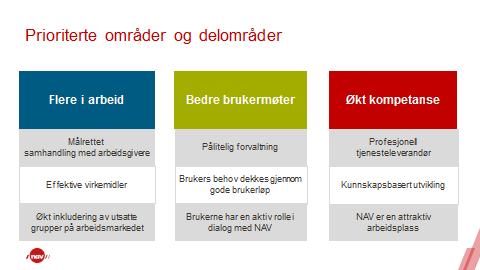 Prioriterte områder og delområder
Flere i arbeid
Målrettet
samhandling med arbeidsgivere
Effektive virkemidler
Økt inkludering av utsatte
grupper på arbeidsmarkedet
Bedre brukermøter
Pålitelig forvaltning
Brukers behov dekkes gjennom
gode brukerløp
Brukerne har en aktiv rolle i
dialog med NAV
Økt kompetanse
Profesjonell
tjenesteleverandør
Kunnskapsbasert utvikling
NAV er en attraktiv
arbeidsplass
NAV